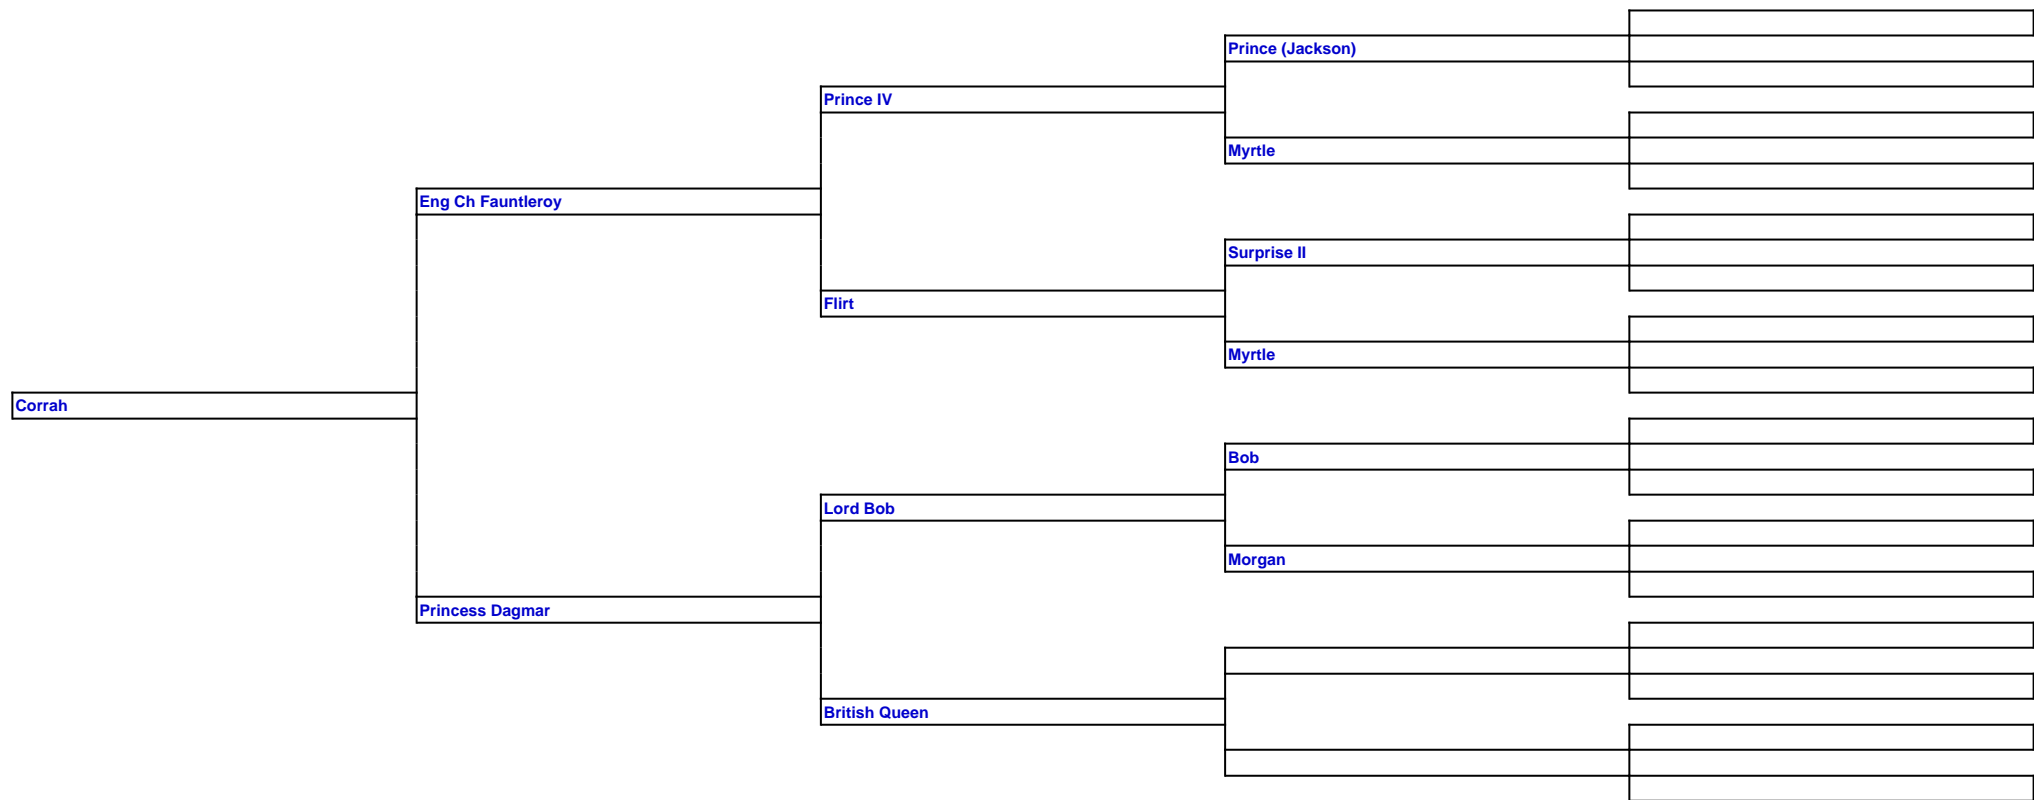 Prince (Jackson)
Prince IV
Myrtle
Eng Ch Fauntleroy
Surprise II
Flirt
Myrtle
Corrah
Bob
Lord Bob
Morgan
Princess Dagmar
British Queen